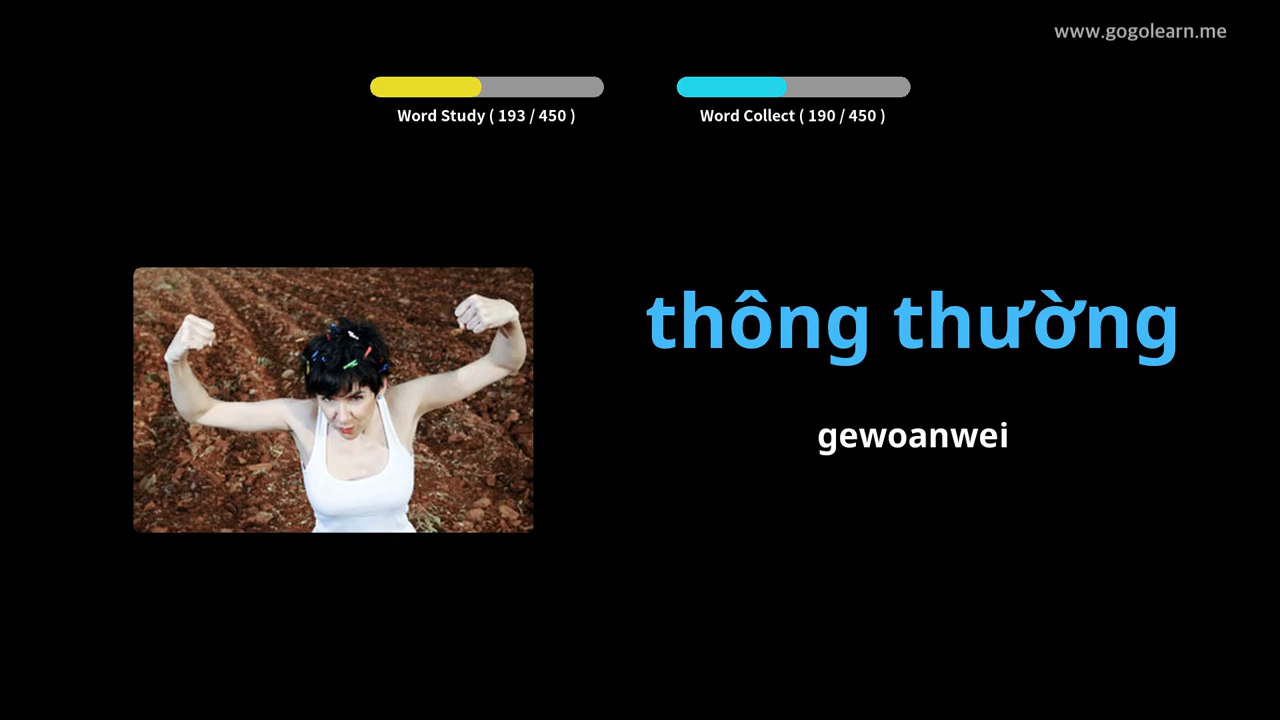 www.gogolearn.me
Word Study ( 193 / 450 )
Word Collect ( 190 / 450 )
thông thường
gewoanwei